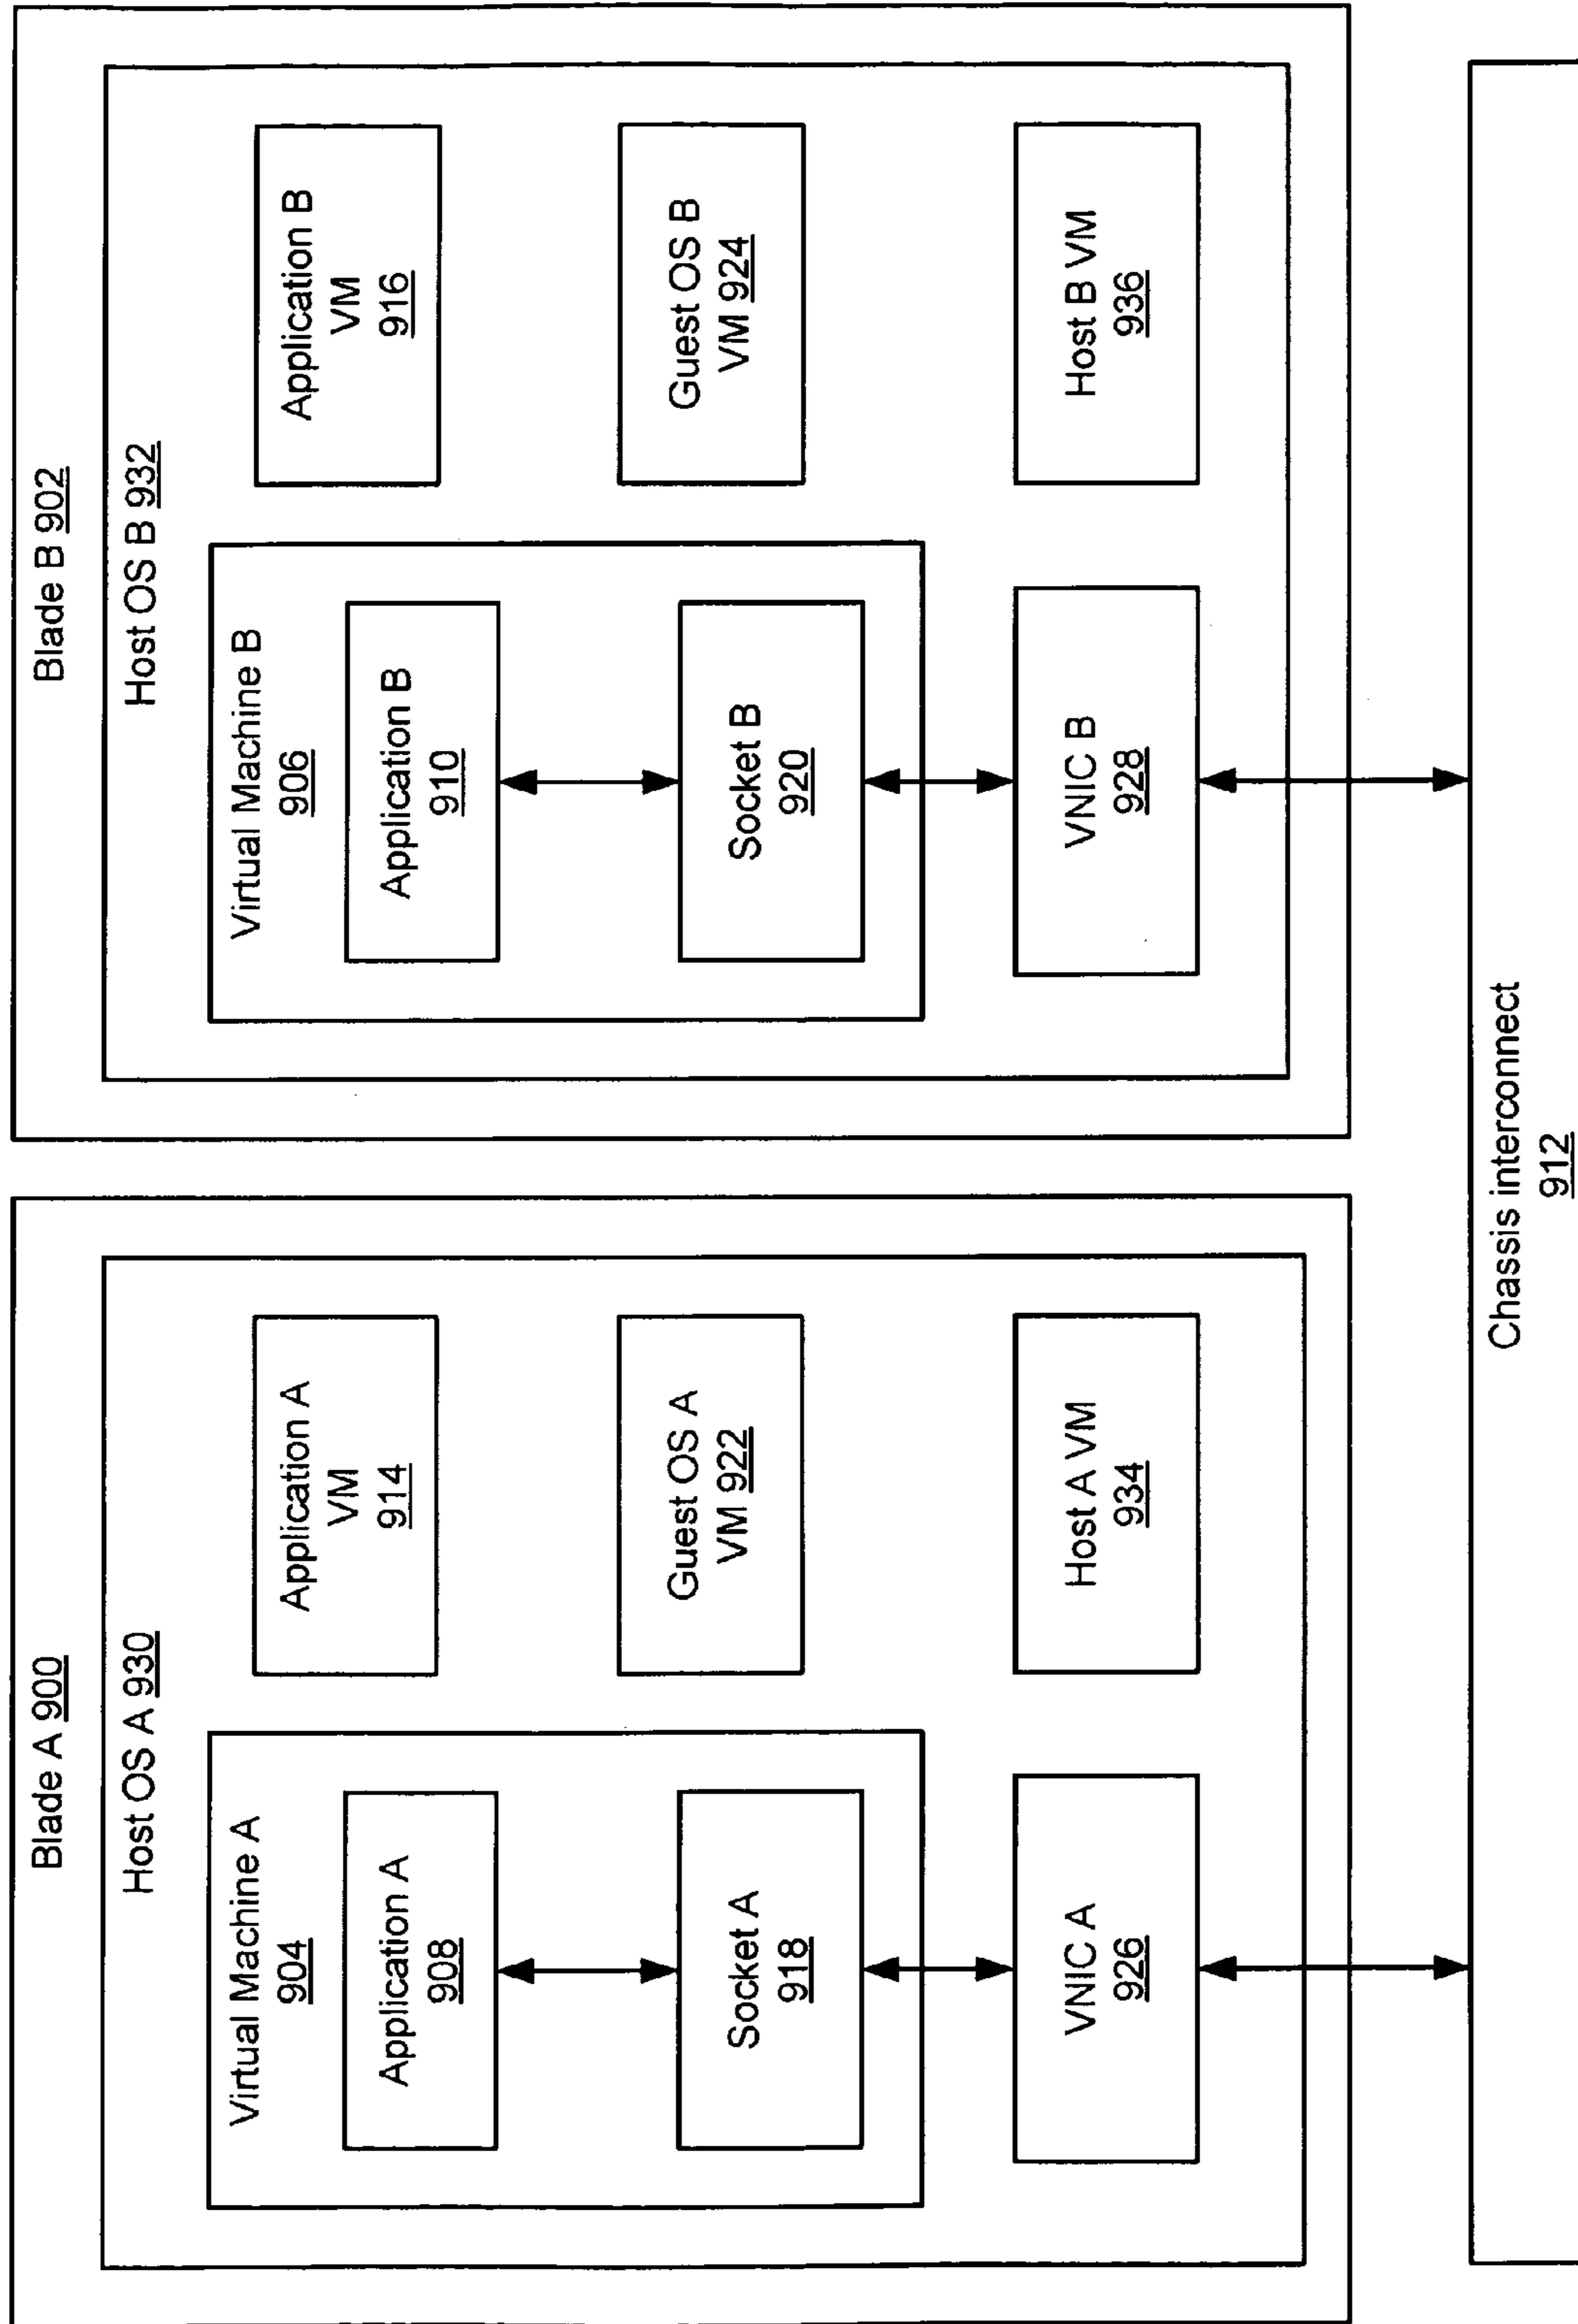 Blade A 900
Host OS A 930
Virtual Machine A
904
Application A
908
Socket A
918
VNIC A
926
Application A
VM
914
Guest OS A
VM 922
Host A VM
934
Blade B 902
Host OS B 932
Virtual Machine B
906
Application B
910
Socket B
920
VNIC B
928
Application B
VM
916
Guest OS B
VM 924
Host B VM
936
Chassis interconnect
912